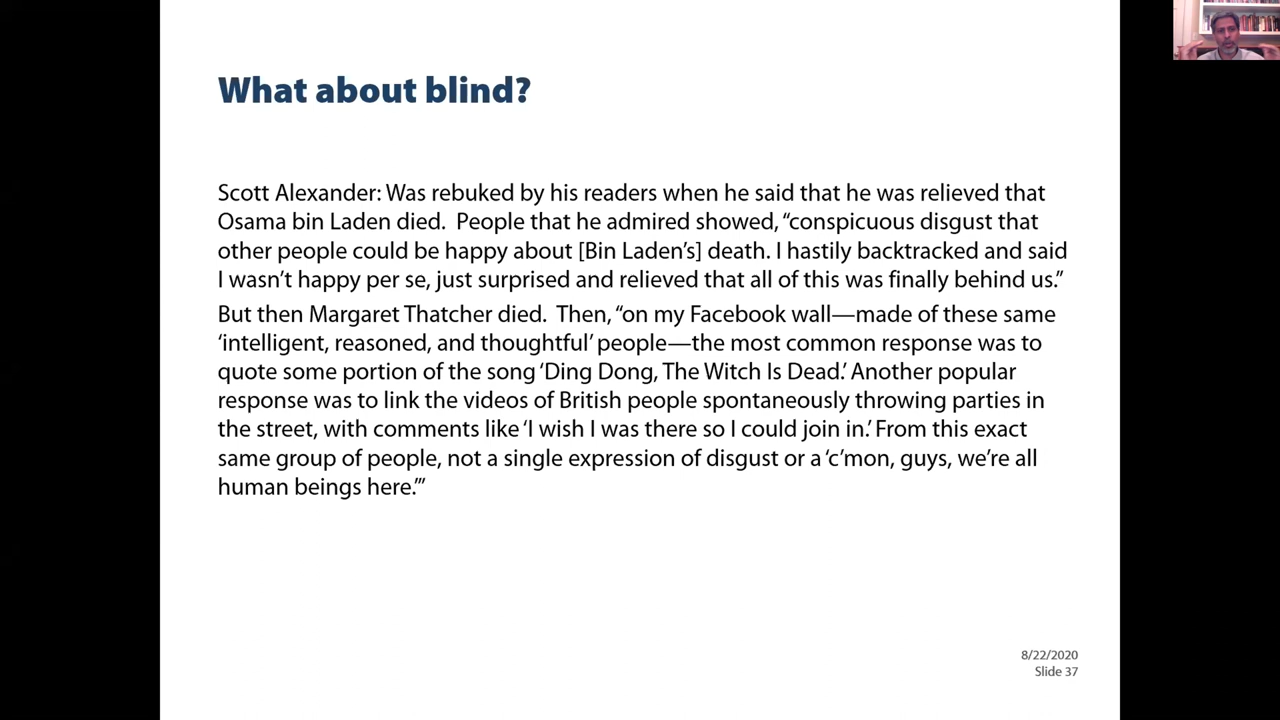 What about blind?
Scott Alexander: Was rebuked by his readers when he said that he was relieved that
Osama bin Laden died.  People that he admired showed, “conspicuous disgust that
other people could be happy about [Bin Laden’s] death. I hastily backtracked and said
I wasn’t happy per se, just surprised and relieved that all of this was finally behind us.”
But then Margaret Thatcher died.  Then, “on my Facebook wall—made of these same
‘intelligent, reasoned, and thoughtful’ people—the most common response was to
quote some portion of the song ‘Ding Dong, The Witch Is Dead.’ Another popular
response was to link the videos of British people spontaneously throwing parties in
the street, with comments like ‘I wish I was there so I could join in.’ From this exact
same group of people, not a single expression of disgust or a ‘c’mon, guys, we’re all
human beings here.’”
8/22/2020
Slide 37